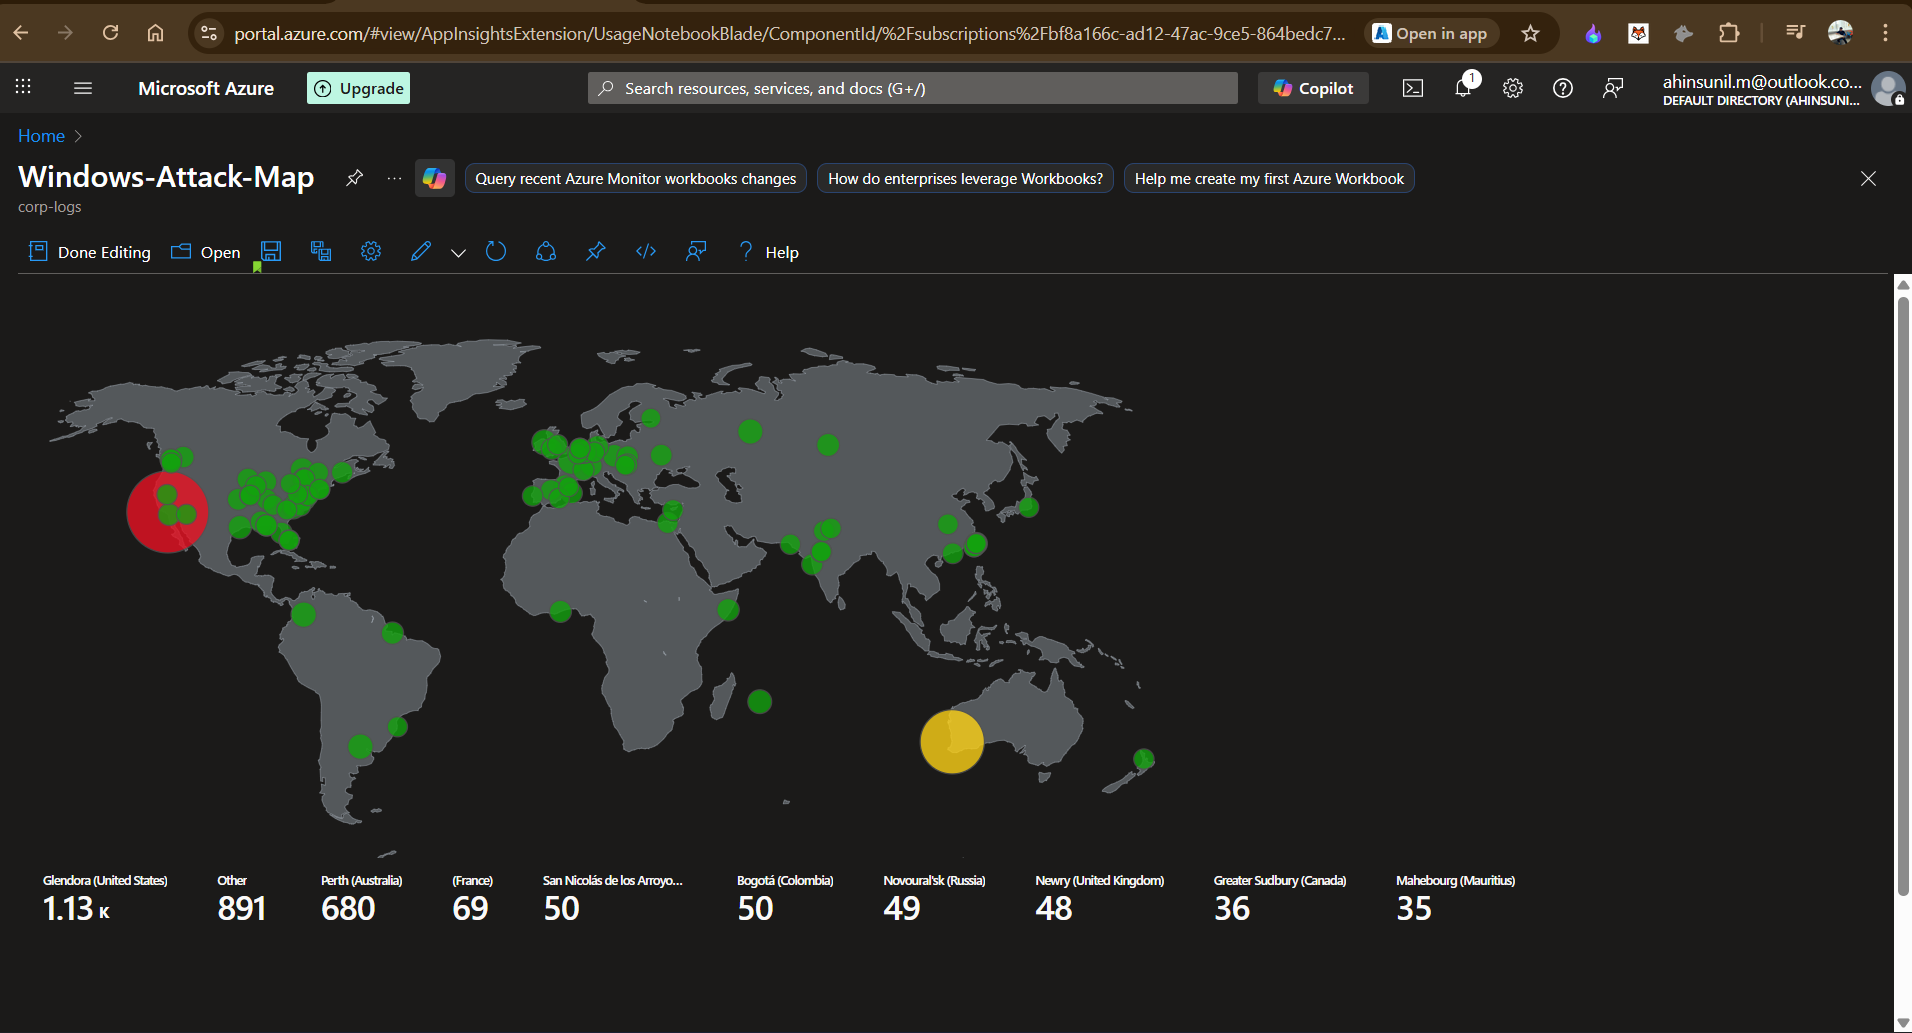 portal.azure.com/#view/AppInsightsExtension/UsageNotebookBlade/ComponentId/%2Fsubscriptions%2Fbf8a166c-ad12-47ac-9ce5-864bedc7...
Open in app
Microsoft Azure
Upgrade
Search resources, services, and docs (G+/)
Copilot
1
ahinsunil.m@outlook.co...
DEFAULT DIRECTORY (AHINSUNI...
Home
Windows-Attack-Map
Query recent Azure Monitor workbooks changes
How do enterprises leverage Workbooks?
Help me create my first Azure Workbook
corp-logs
Done Editing
Open
Help
Glendora (United States)
1.13 K
Other
891
Perth (Australia)
680
(France)
69
San Nicolás de los Arroyo...
50
Bogotá (Colombia)
50
Novoural'sk (Russia)
49
Newry (United Kingdom)
48
Greater Sudbury (Canada)
36
Mahebourg (Mauritius)
35